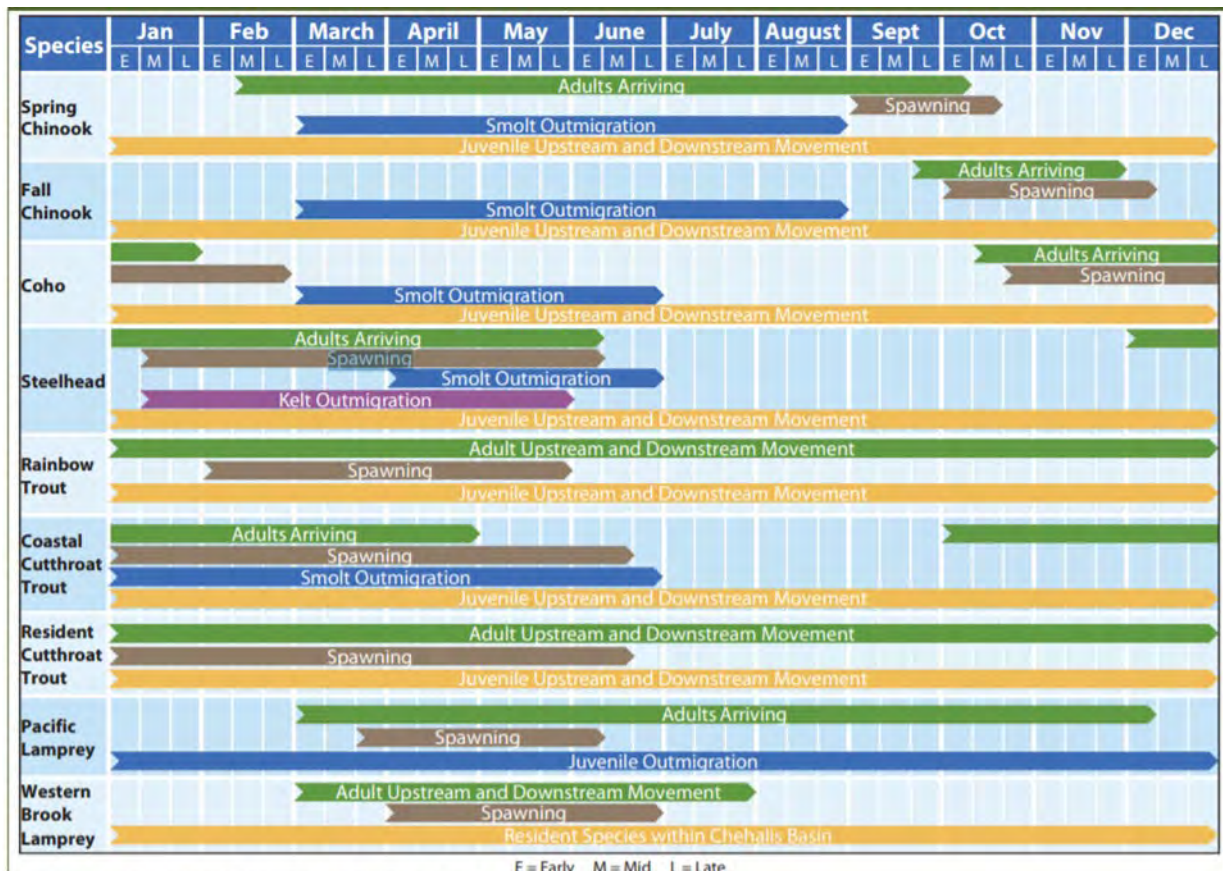 Species Jan Feb March April May June July August Sept Oct Nov Dec
E M L E M L E M L E M L E M L E M L E M L E M L E M L E M L E M L E M L
Spring
Chinook
Adults Arriving
Spawning
Smolt Outmigration
Juvenile Upstream and Downstream Movement
Fall
Chinook
Adults Arriving
Spawning
Smolt Outmigration
Juvenile Upstream and Downstream Movement
Coho
Adults Arriving
Spawning
Smolt Outmigration
Juvenile Upstream and Downstream Movement
Steelhead
Adults Arriving
Spawning
Smolt Outmigration
Kelt Outmigration
Juvenile Upstream and Downstream Movement
Rainbow
Trout
Adult Upstream and Downstream Movement
Spawning
Juvenile Upstream and Downstream Movement
Coastal
Cutthroat
Trout
Adults Arriving
Spawning
Smolt Outmigration
Juvenile Upstream and Downstream Movement
Resident
Cutthroat
Trout
Adult Upstream and Downstream Movement
Spawning
Juvenile Upstream and Downstream Movement
Pacific
Lamprey
Adults Arriving
Spawning
Juvenile Outmigration
Western
Brook
Lamprey
Adult Upstream and Downstream Movement
Spawning
Resident Species within Chehalis Basin
E = Early M = Mid L = Late